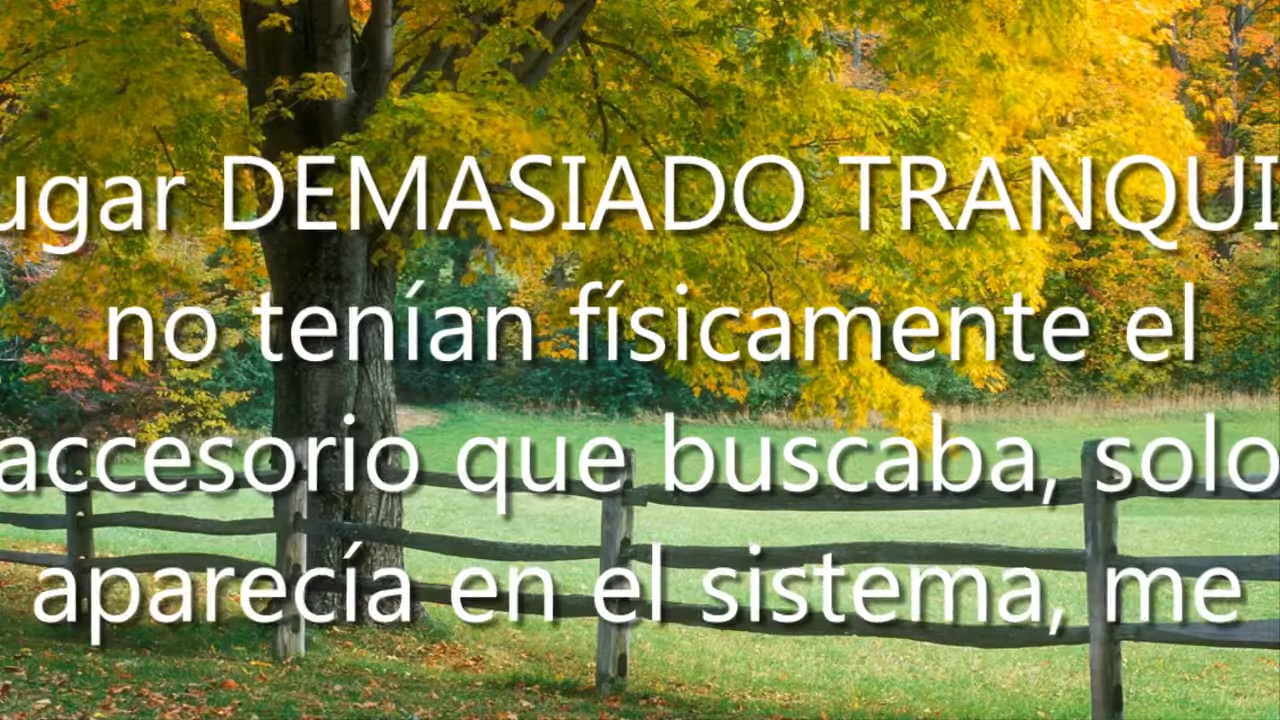 ugar DEMASIADO TRANQUI
no tenían físicamente el
accesorio que buscaba, solo
aparecía en el sistema, me